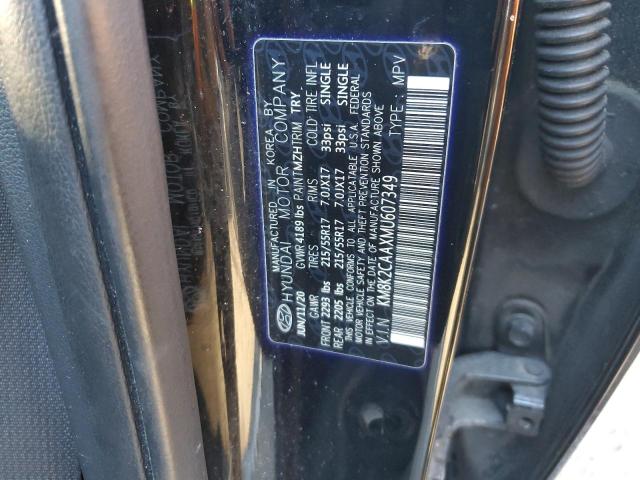 MANUFACTURED IN KOREA BY
HYUNDAI MOTOR COMPANY
JUN/11/20 GVWR 4189 lbs PAINT MZH TRIM TRY
GAWR TIRES RIMS COLD TIRE INFL
FRONT 2293 lbs 215/55R17 7.0JX17 33psi SINGLE
REAR 2205 lbs 215/55R17 7.0JX17 33psi SINGLE
THIS VEHICLE CONFORMS TO ALL APPLICABLE U.S.A. FEDERAL
MOTOR VEHICLE SAFETY AND THEFT PREVENTION STANDARDS
IN EFFECT ON THE DATE OF MANUFACTURE SHOWN ABOVE
V.I.N: KM8K2CAAXMU607349 TYPE: MPV